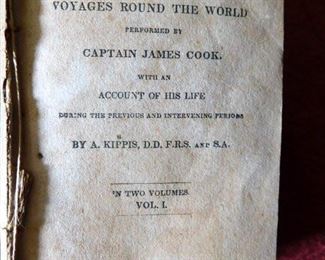 VOYAGES ROUND THE WORLD
PERFORMED BY
CAPTAIN JAMES COOK.
WITH AN
ACCOUNT OF HIS LIFE
DURING THE PREVIOUS AND INTERVENING PERIODS
BY A. KIPPIS, D.D. F.R.S. AND S.A.
IN TWO VOLUMES.
VOL. I.